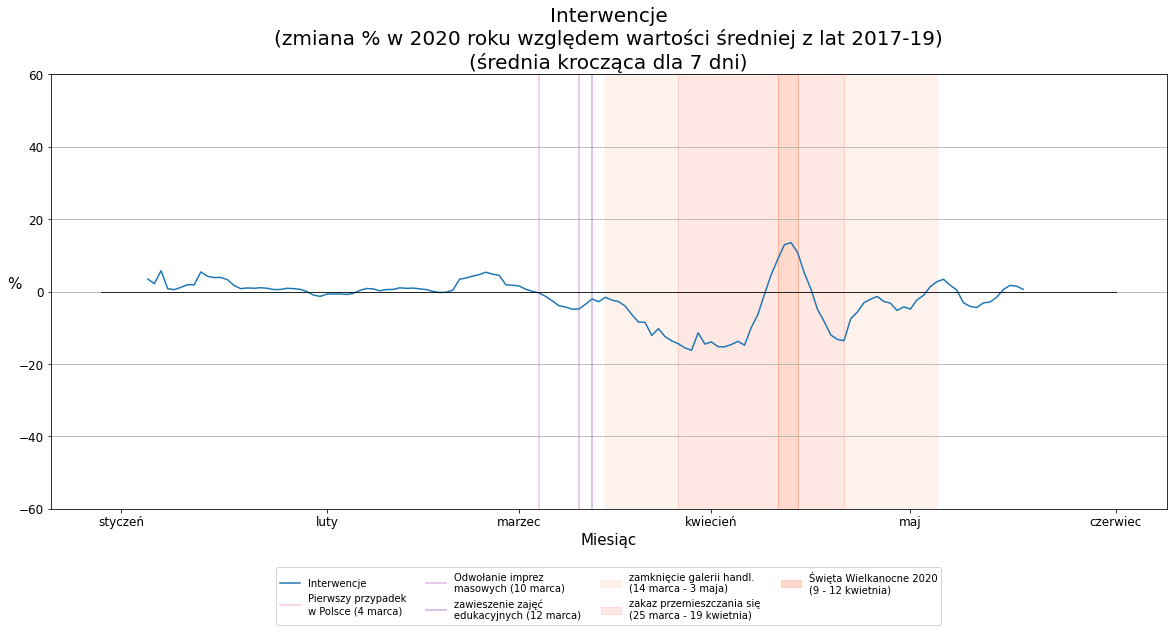 Interwencje
(zmiana % w 2020 roku względem wartości średniej z lat 2017-19)
(średnia krocząca dla 7 dni)
60
40
20
%
0
−20
−40
−60
styczeń luty marzec kwiecień maj czerwiec
Miesiąc
Interwencje
Pierwszy przypadek
w Polsce (4 marca)
Odwołanie imprez
masowych (10 marca)
zawieszenie zajęć
edukacyjnych (12 marca)
zamknięcie galerii handl.
(14 marca - 3 maja)
zakaz przemieszczania się
(25 marca - 19 kwietnia)
Święta Wielkanocne 2020
(9 - 12 kwietnia)